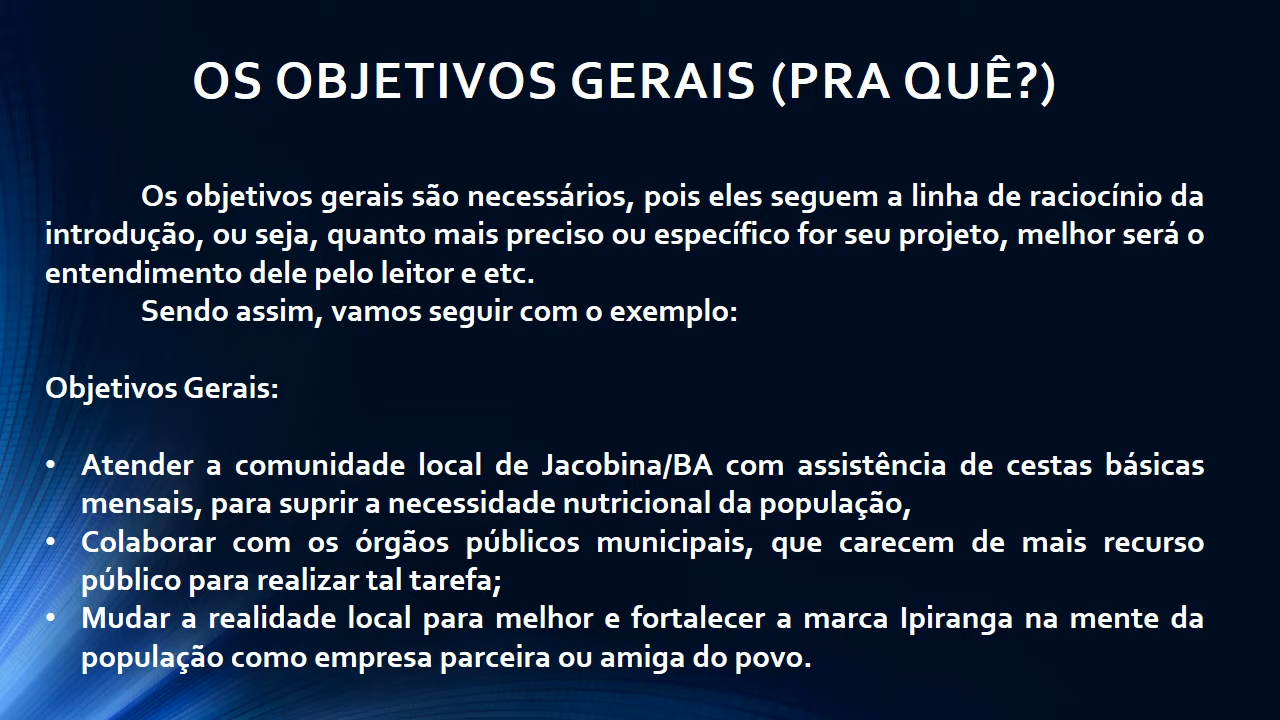 OS OBJETIVOS GERAIS (PRA QUÊ?)
Os objetivos gerais são necessários, pois eles seguem a linha de raciocínio da
introdução, ou seja, quanto mais preciso ou específico for seu projeto, melhor será o
entendimento dele pelo leitor e etc.
Sendo assim, vamos seguir com o exemplo:
Objetivos Gerais:
• Atender a comunidade local de Jacobina/BA com assistência de cestas básicas
mensais, para suprir a necessidade nutricional da população,
• Colaborar com os órgãos públicos municipais, que carecem de mais recurso
público para realizar tal tarefa;
• Mudar a realidade local para melhor e fortalecer a marca Ipiranga na mente da
população como empresa parceira ou amiga do povo.